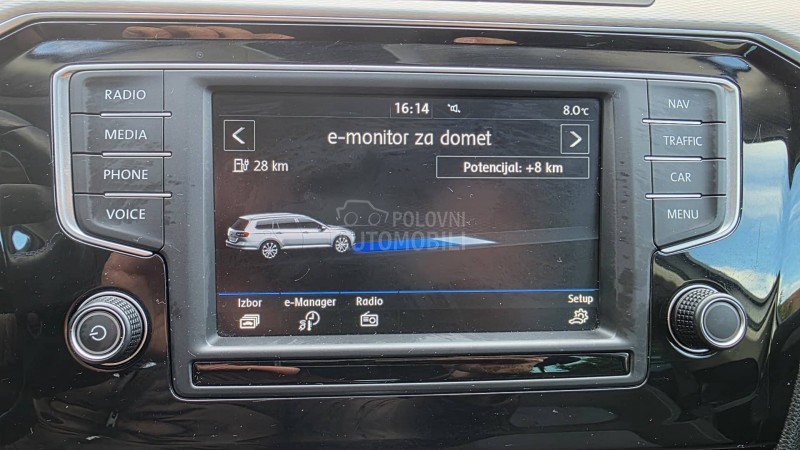 RADIO
MEDIA
PHONE
VOICE
16:14
8.0°C
e-monitor za domet
28 km
Potencijal: +8 km
POLOVNI
AUTOMOBILI
Izbor
e-Manager
Radio
Setup
NAV
TRAFFIC
CAR
MENU